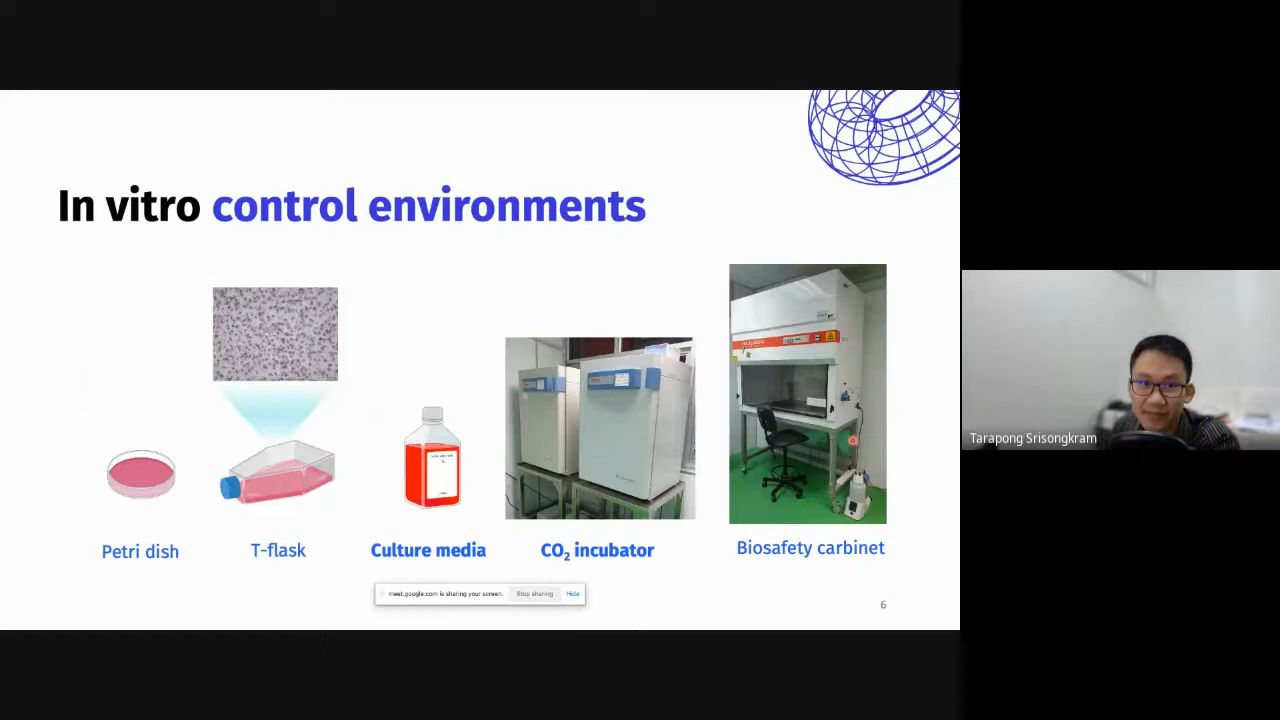 In vitro control environments
Petri dish
T-flask
Culture media
CO2 incubator
Biosafety carbinet
meet.google.com is sharing your screen.
Stop sharing
Hide
6
Tarapong Srisongkram